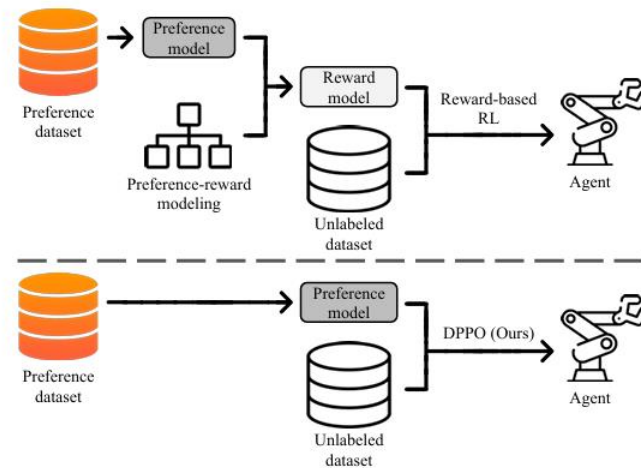 Preference
model
Preference
dataset
Reward
model
Reward-based
RL
Preference-reward
modeling
Agent
Unlabeled
dataset
Preference
model
DPPO (Ours)
Preference
dataset
Agent
Unlabeled
dataset